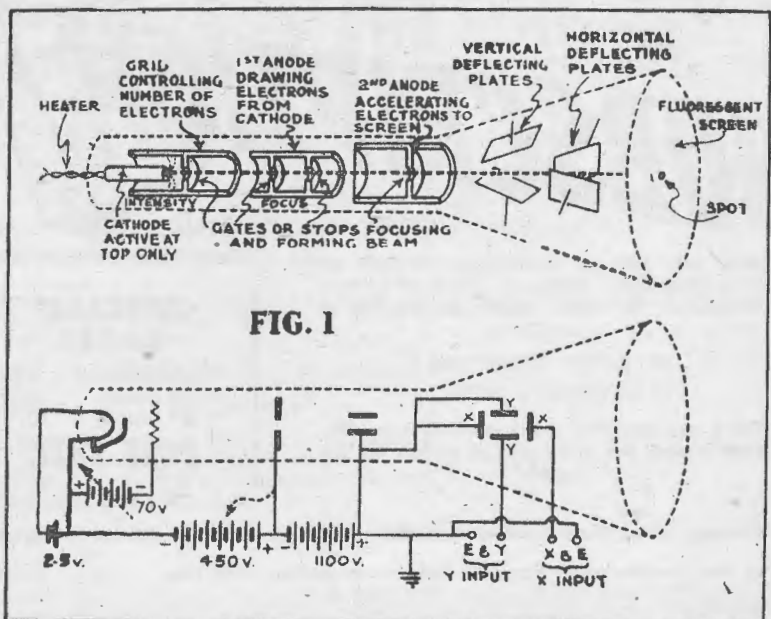 HEATER
GRID
CONTROLLING
NUMBER OF
ELECTRONS
1ST ANODE
DRAWING
ELECTRONS
FROM
CATHODE
2ND ANODE
ACCELERATING
ELECTRONS TO
SCREEN
VERTICAL
DEFLECTING
PLATES
HORIZONTAL
DEFLECTING
PLATES
FLUORESCENT
SCREEN
SPOT
INTENSITY
FOCUS
CATHODE
ACTIVE AT
TOP ONLY
GATES OR STOPS FOCUSING
AND FORMING BEAM
FIG. 1
Y
X
X
Y
+
-
70V
2.5V.
-
+
450V.
-
+
1100V.
E & Y
Y INPUT
X & E
X INPUT